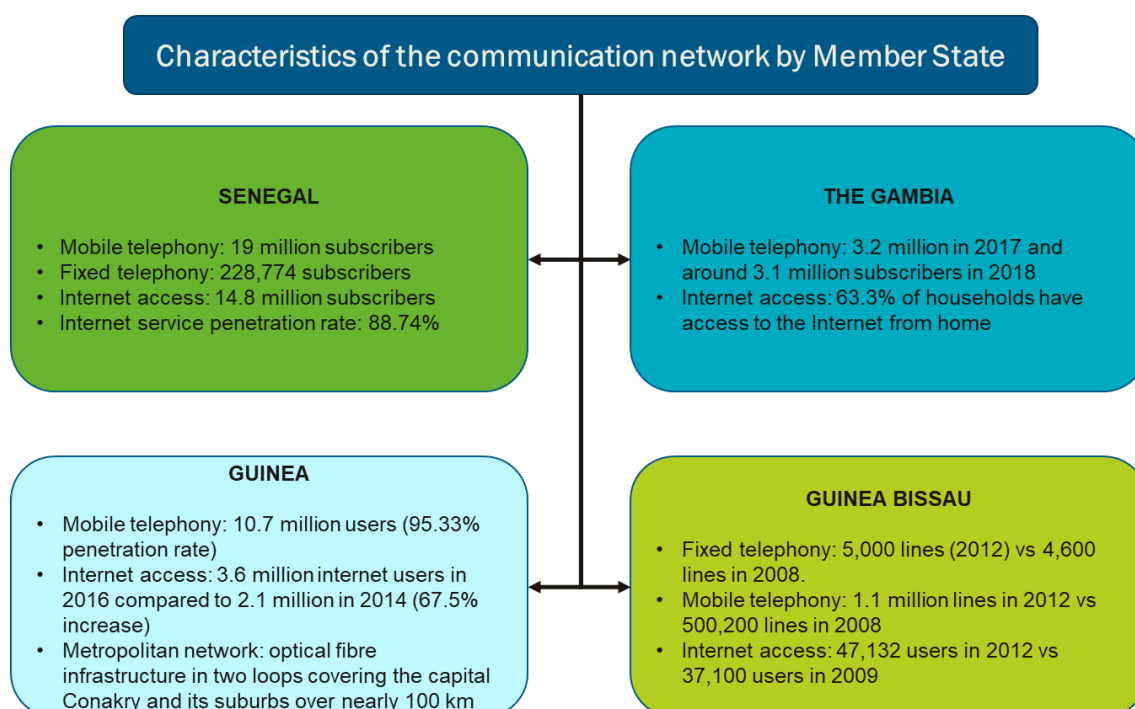 Characteristics of the communication network by Member State
SENEGAL
• Mobile telephony: 19 million subscribers
• Fixed telephony: 228,774 subscribers
• Internet access: 14.8 million subscribers
• Internet service penetration rate: 88.74%
THE GAMBIA
• Mobile telephony: 3.2 million in 2017 and
around 3.1 million subscribers in 2018
• Internet access: 63.3% of households have
access to the Internet from home
GUINEA
• Mobile telephony: 10.7 million users (95.33%
penetration rate)
• Internet access: 3.6 million internet users in
2016 compared to 2.1 million in 2014 (67.5%
increase)
• Metropolitan network: optical fibre
infrastructure in two loops covering the capital
Conakry and its suburbs over nearly 100 km
GUINEA BISSAU
• Fixed telephony: 5,000 lines (2012) vs 4,600
lines in 2008.
• Mobile telephony: 1.1 million lines in 2012 vs
500,200 lines in 2008
• Internet access: 47,132 users in 2012 vs
37,100 users in 2009